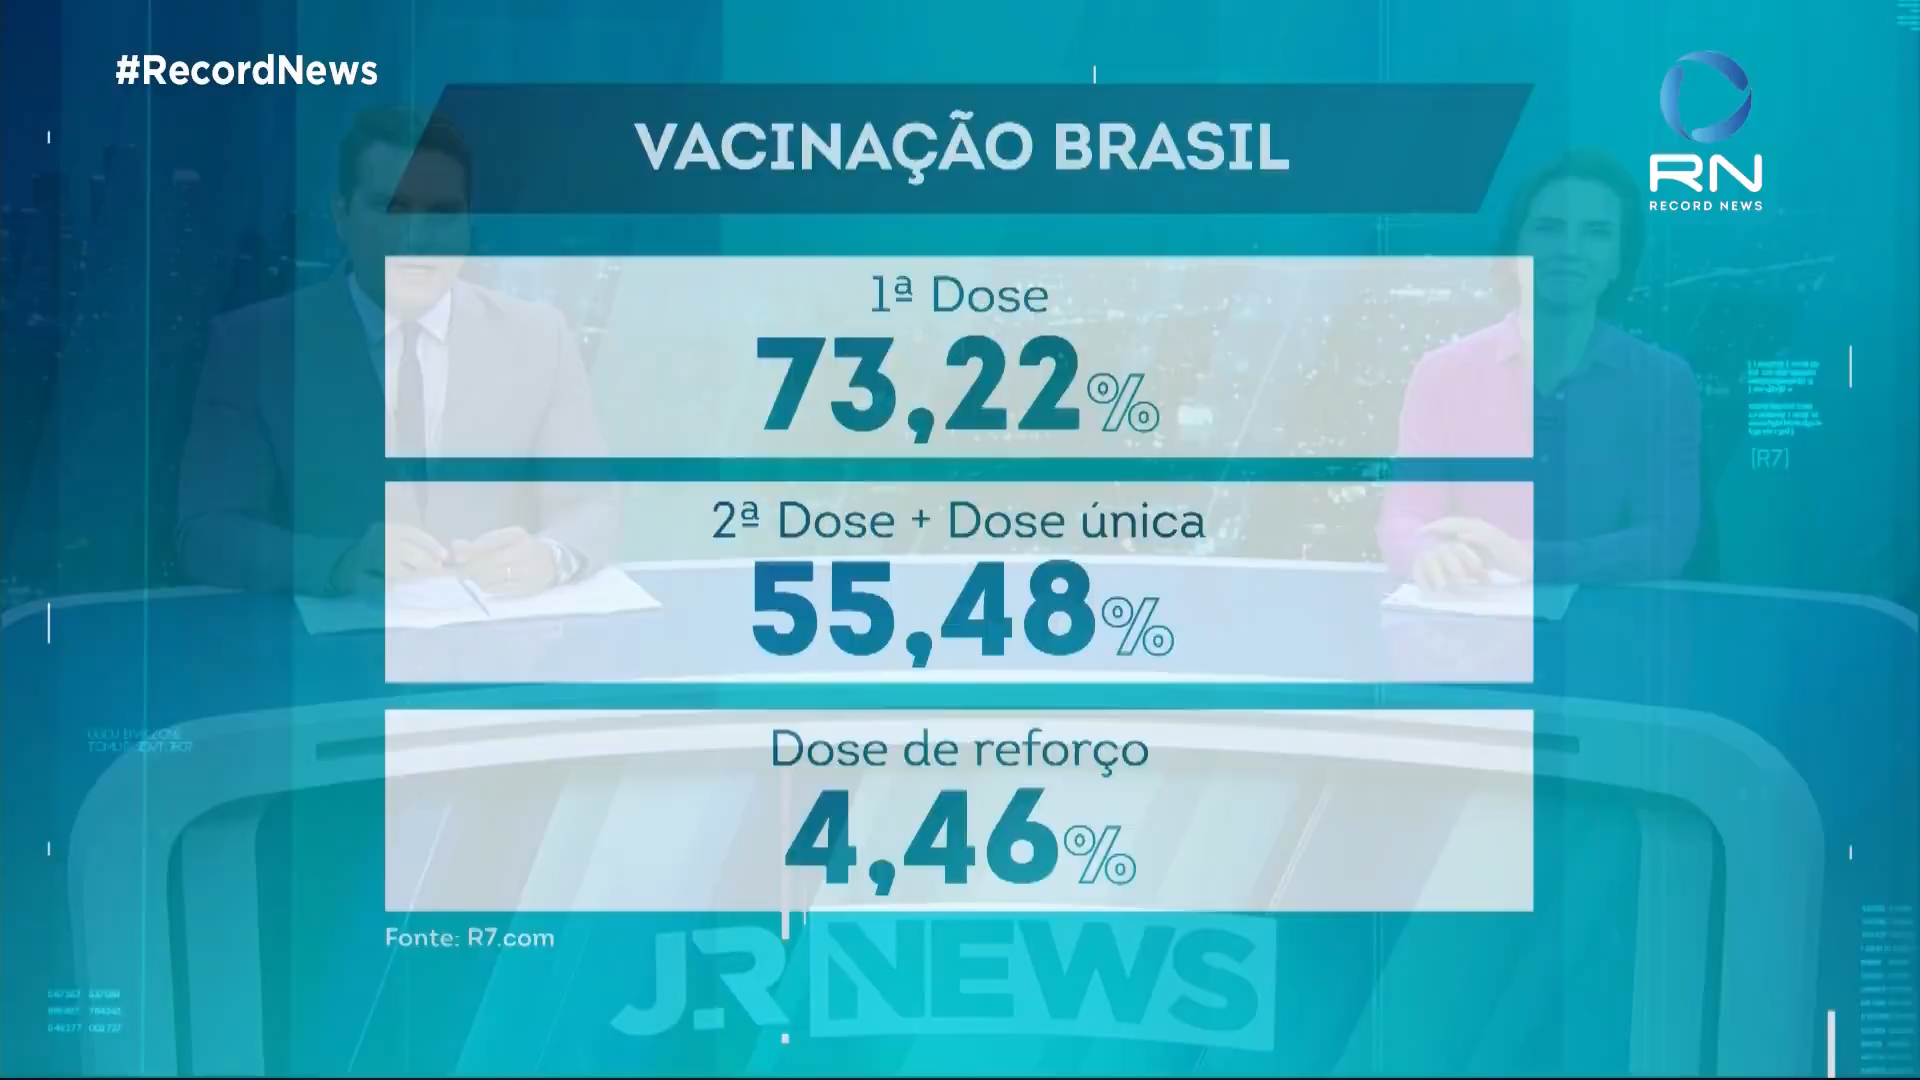 #RecordNews
VACINAÇÃO BRASIL
RN
RECORD NEWS
1ª Dose
73,22%
2ª Dose + Dose única
55,48%
[R7]
Dose de reforço
4,46%
Fonte: R7.com
JR NEWS